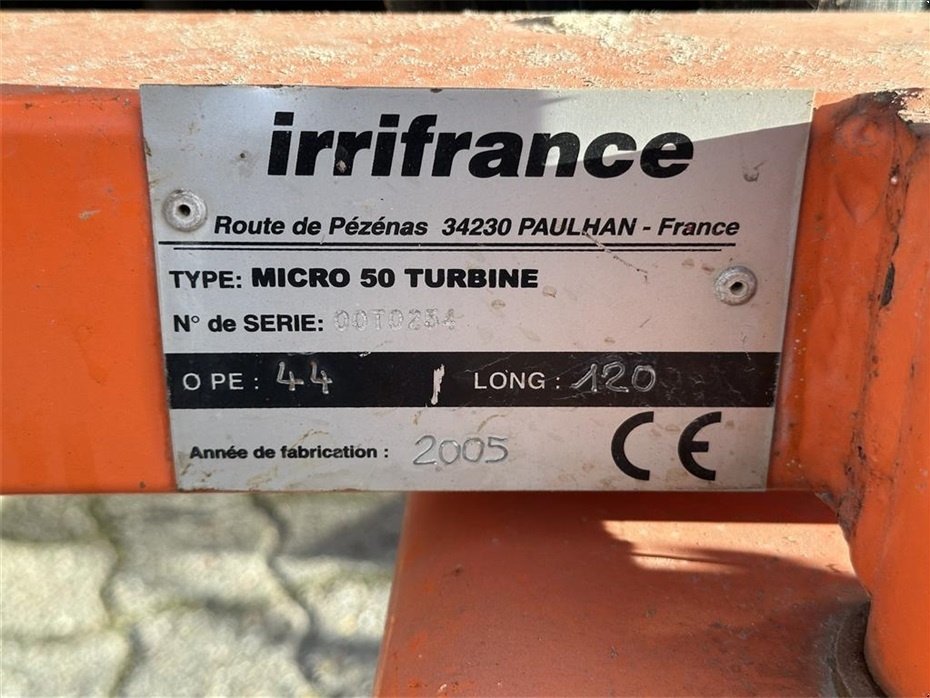 irrifrance
Route de Pézénas 34230 PAULHAN - France
TYPE: MICRO 50 TURBINE
N° de SERIE: 00T0254
O PE : 44 LONG : 120
Année de fabrication : 2005 CE